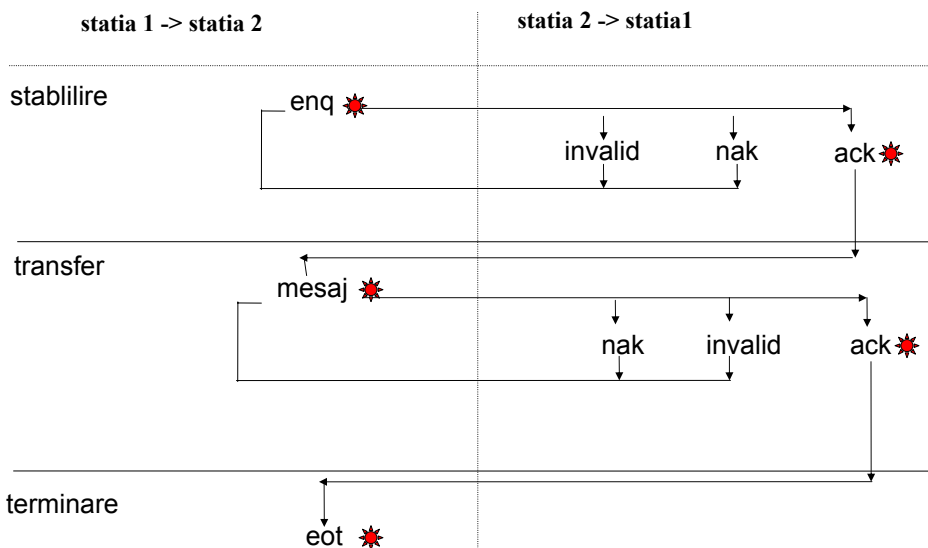 statia 1 -> statia 2 statia 2 -> statia1
stablilire enq
invalid nak ack
transfer
mesaj
nak invalid ack
terminare
eot